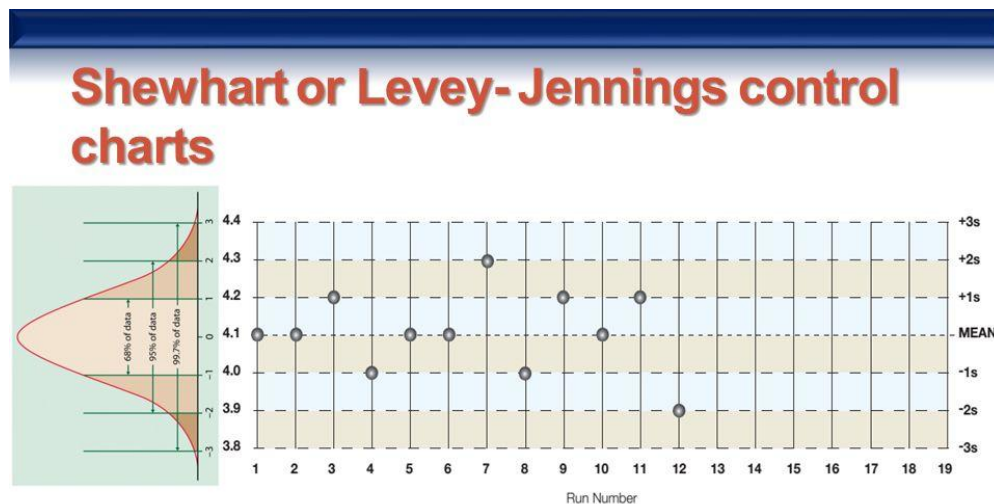 Shewhart or Levey- Jennings control
charts
3
2
1
0
-1
-2
-3
68% of data
95% of data
99.7% of data
4.4
4.3
4.2
4.1
4.0
3.9
3.8
+3s
+2s
+1s
MEAN
-1s
-2s
-3s
1 2 3 4 5 6 7 8 9 10 11 12 13 14 15 16 17 18 19
Run Number